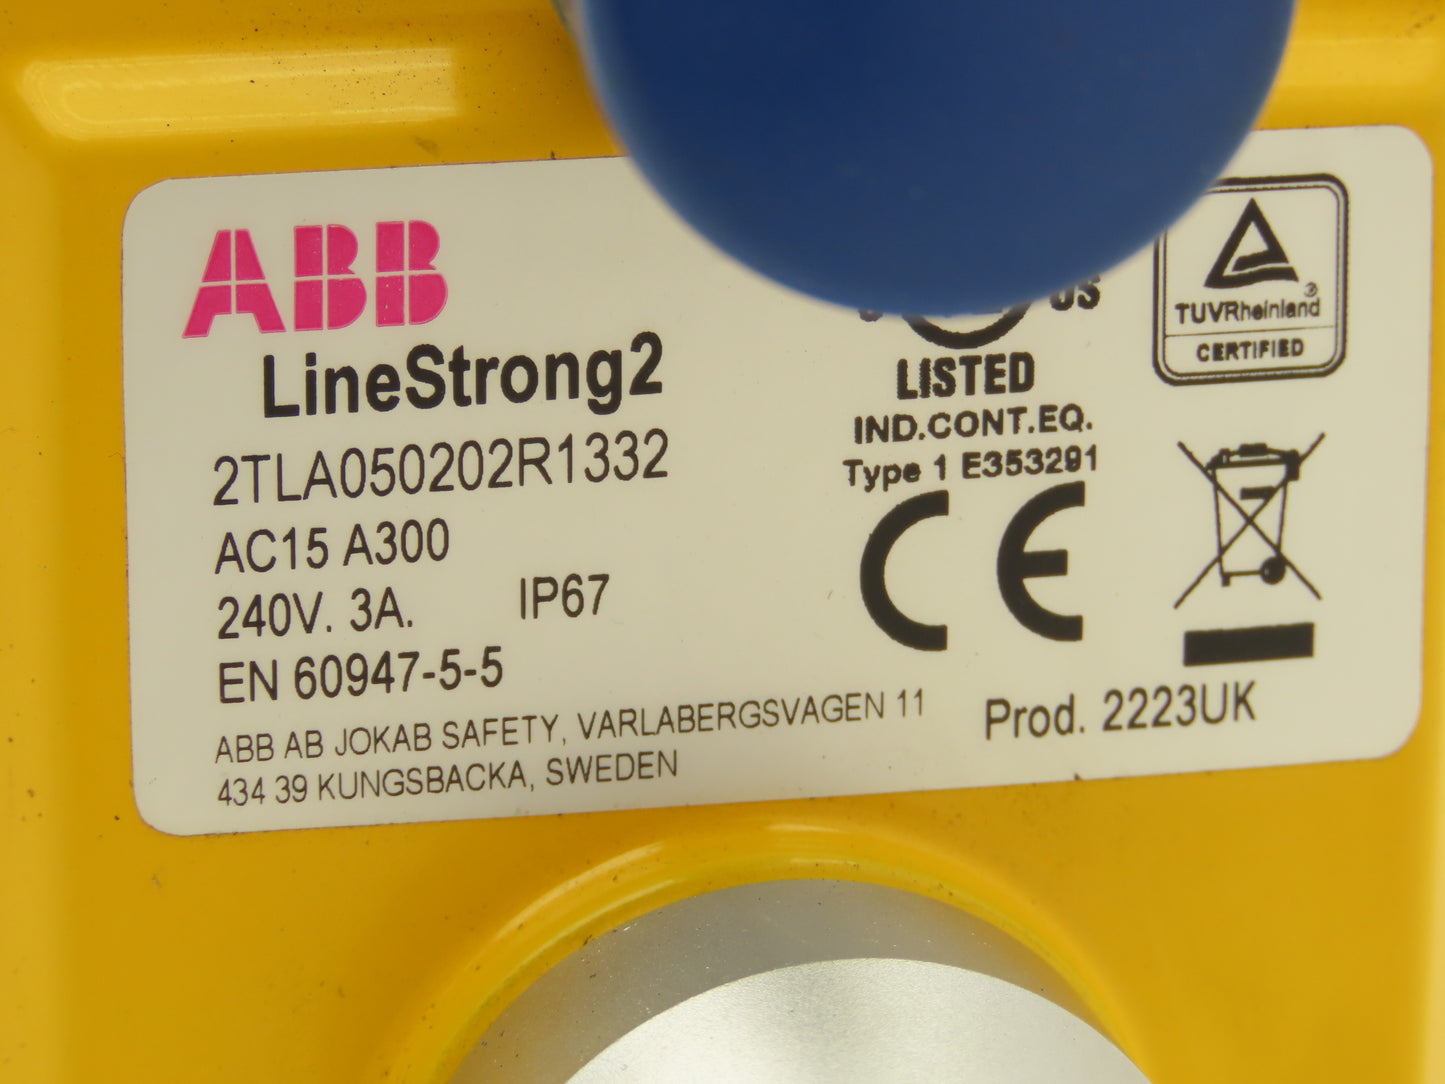 ABB
LineStrong2
2TLA050202R1332
AC15 A300
240V. 3A. IP67
EN 60947-5-5
ABB AB JOKAB SAFETY, VARLABERGSVAGEN 11
434 39 KUNGSBACKA, SWEDEN
US
LISTED
IND.CONT.EQ.
Type 1 E353291
CE
Prod. 2223UK
TUVRheinland®
CERTIFIED